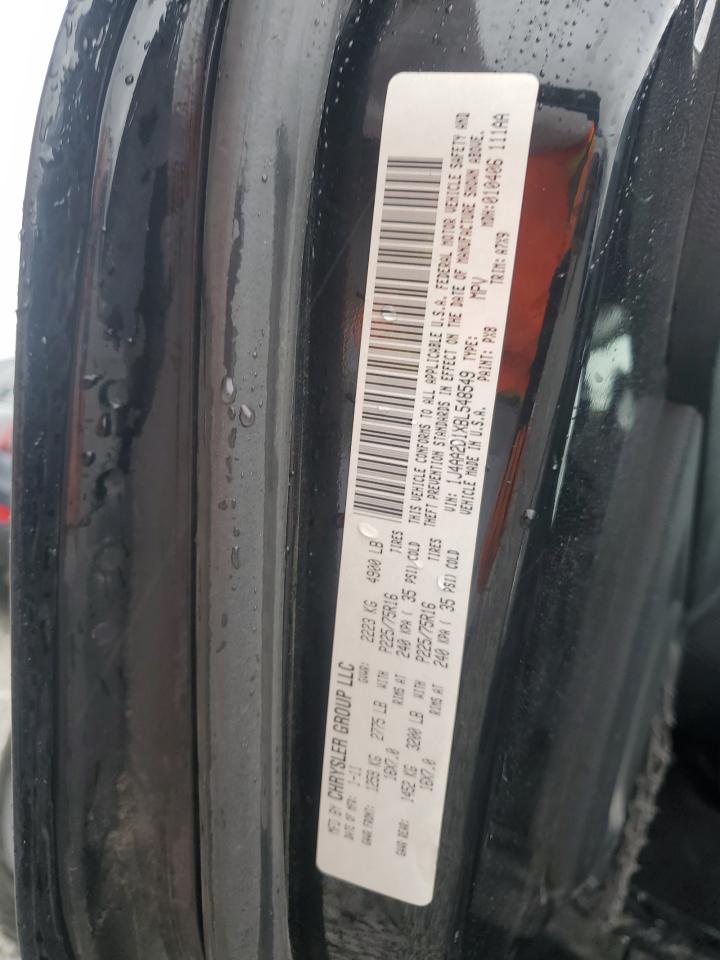 MFD BY CHRYSLER GROUP LLC
DATE OF MFR: 1-11 GVWR: 2223 KG 4900 LB
GAWR FRONT: 1259 KG 2775 LB WITH P225/75R16 TIRES
16X7.0 RIMS AT 240 KPA ( 35 PSI) COLD
GAWR REAR: 1452 KG 3200 LB WITH P225/75R16 TIRES
16X7.0 RIMS AT 240 KPA ( 35 PSI) COLD
THIS VEHICLE CONFORMS TO ALL APPLICABLE U.S.A. FEDERAL MOTOR VEHICLE SAFETY AND
THEFT PREVENTION STANDARDS IN EFFECT ON THE DATE OF MANUFACTURE SHOWN ABOVE.
VIN: 1J4AA2D1XBL548549 TYPE: MPV MDH: 010406 111AA
VEHICLE MADE IN U.S.A. PAINT: PX8 TRIM: A7X9